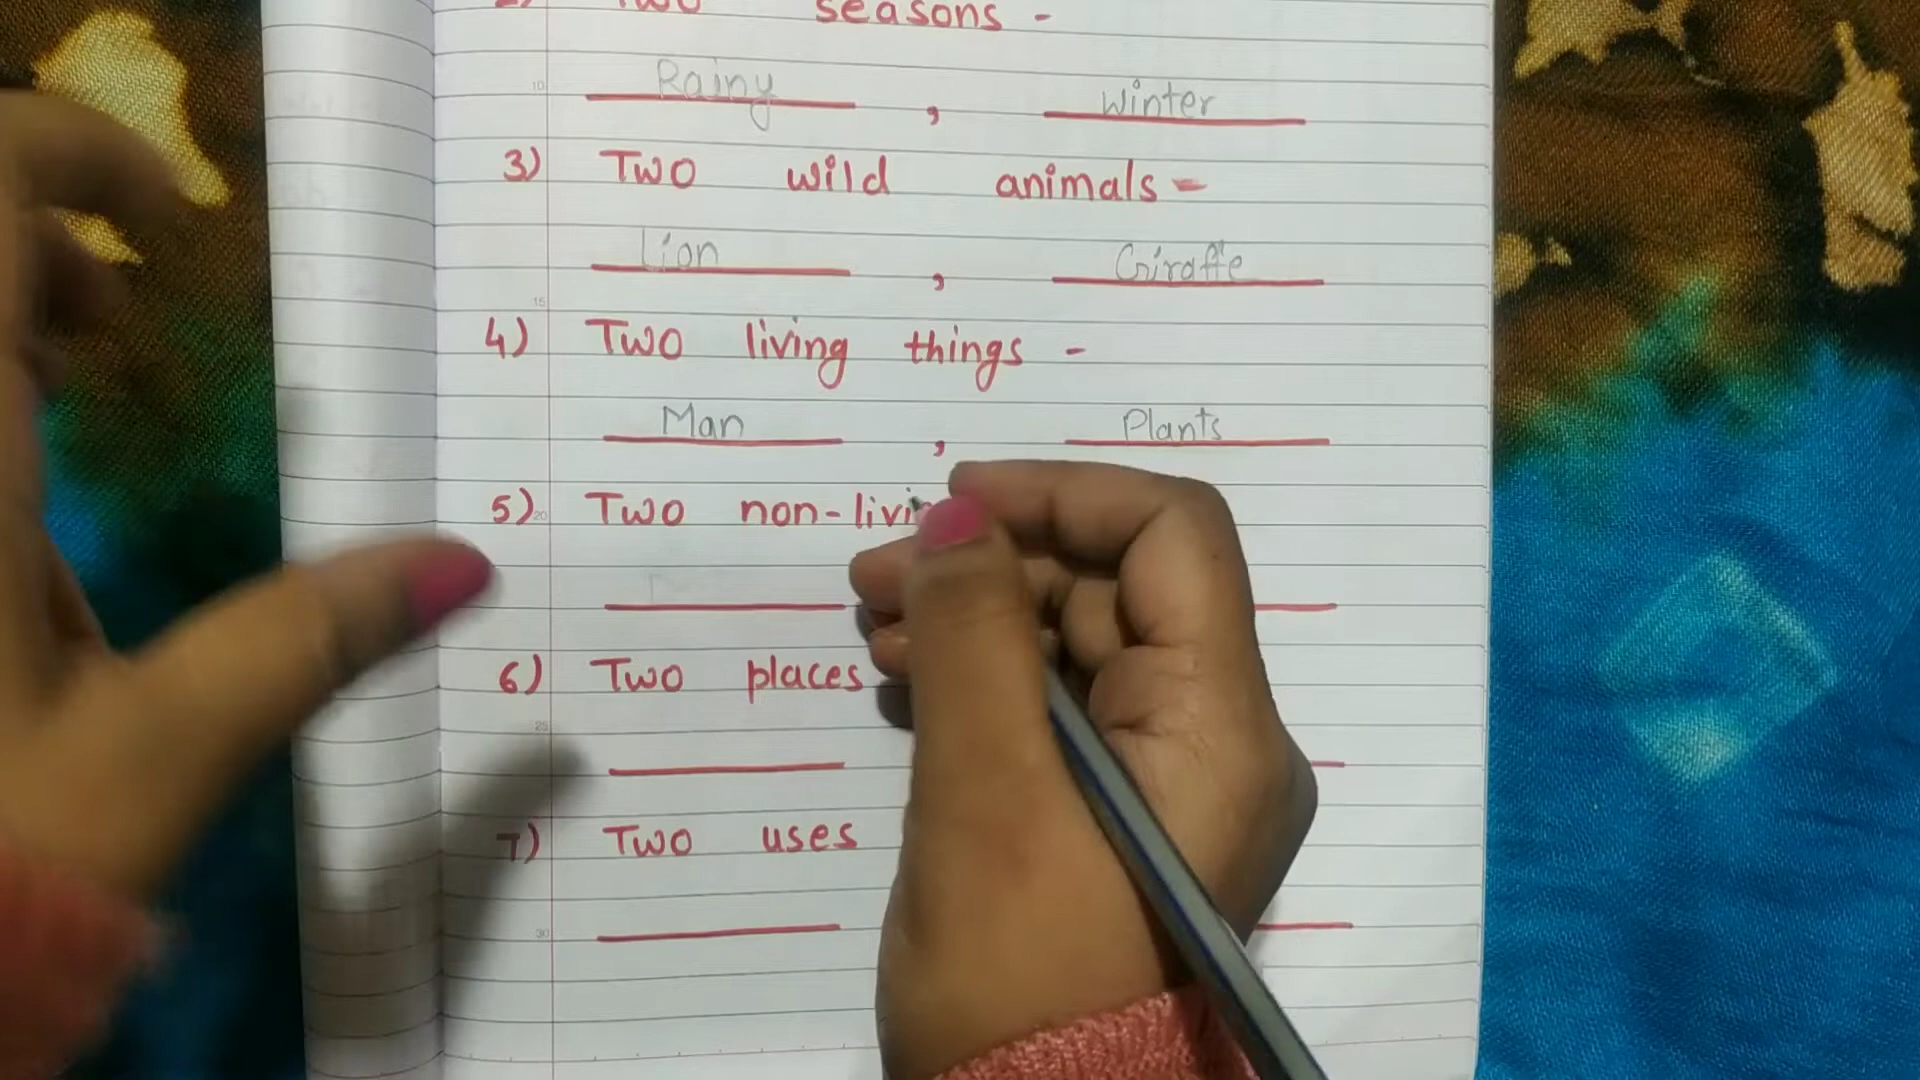 Two seasons -
Rainy , Winter
3) Two wild animals -
Lion , Giraffe
4) Two living things -
Man , Plants
5) Two non-livi
6) Two places
7) Two uses